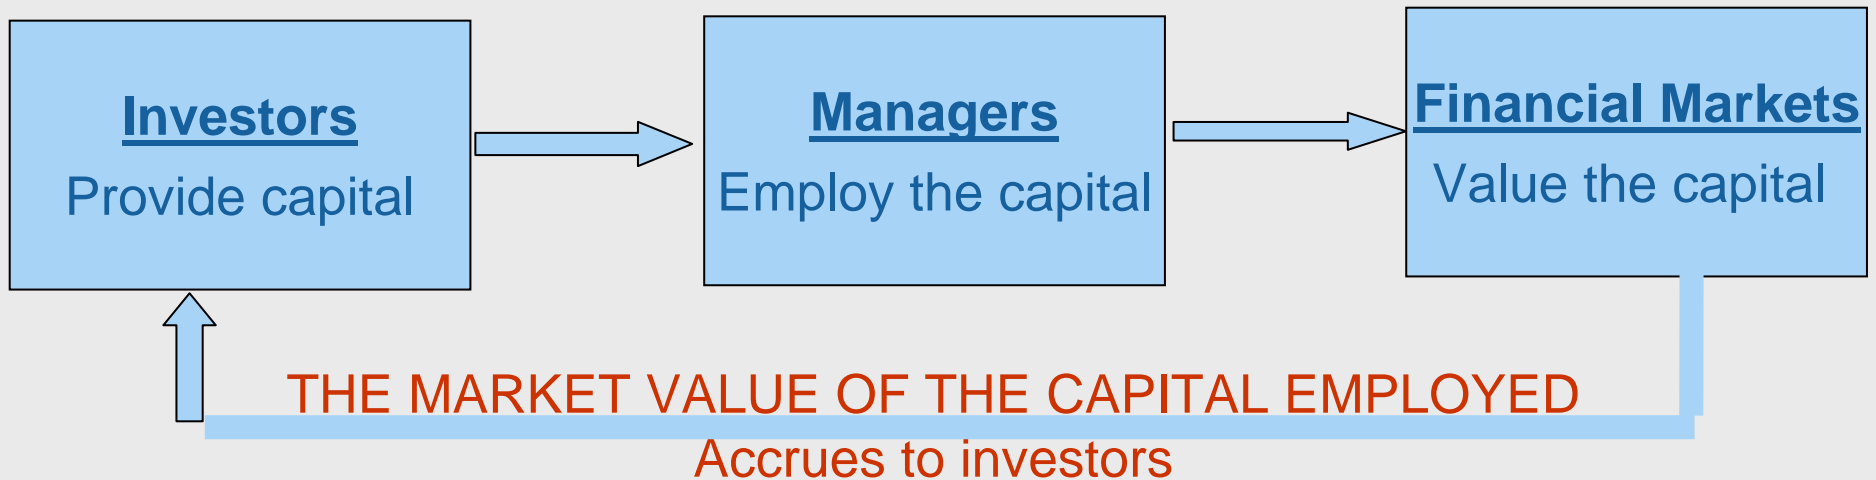 Investors
Provide capital
Managers
Employ the capital
Financial Markets
Value the capital
THE MARKET VALUE OF THE CAPITAL EMPLOYED
Accrues to investors